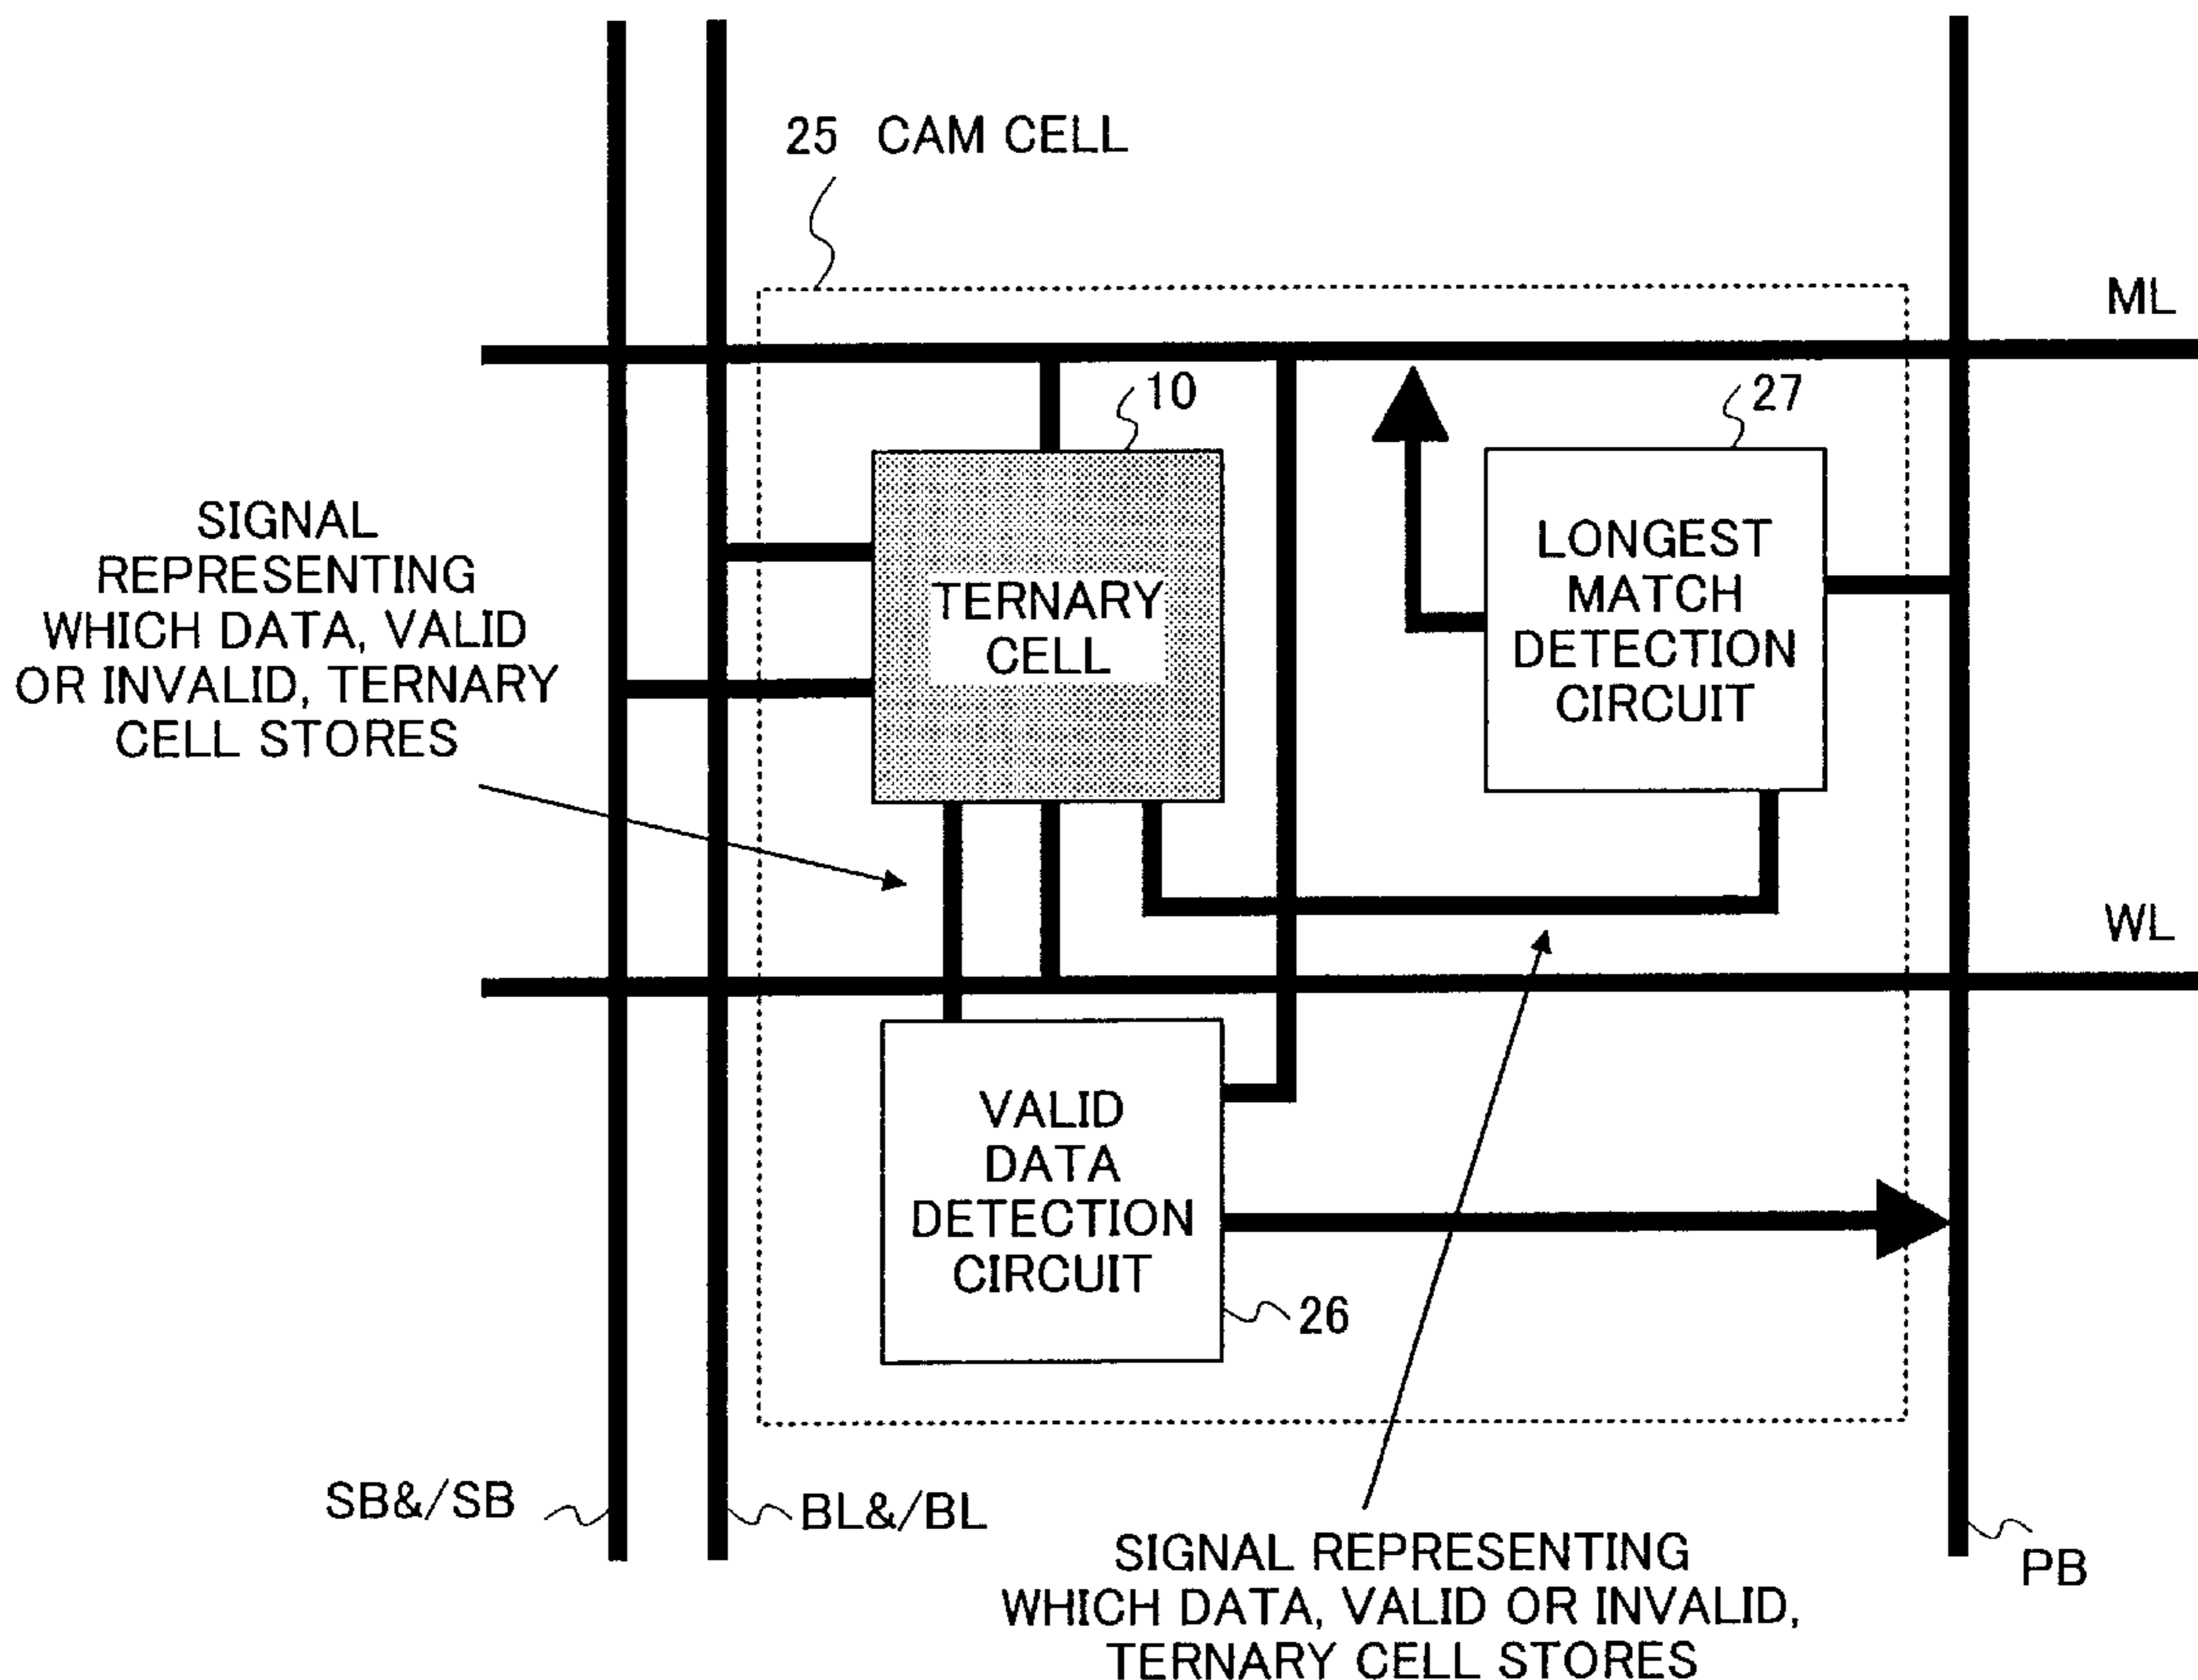 25 CAM CELL
ML
10
27
SIGNAL
REPRESENTING
WHICH DATA, VALID
OR INVALID, TERNARY
CELL STORES
TERNARY
CELL
LONGEST
MATCH
DETECTION
CIRCUIT
WL
VALID
DATA
DETECTION
CIRCUIT
26
SB&/SB
BL&/BL
SIGNAL REPRESENTING
WHICH DATA, VALID OR INVALID,
TERNARY CELL STORES
PB